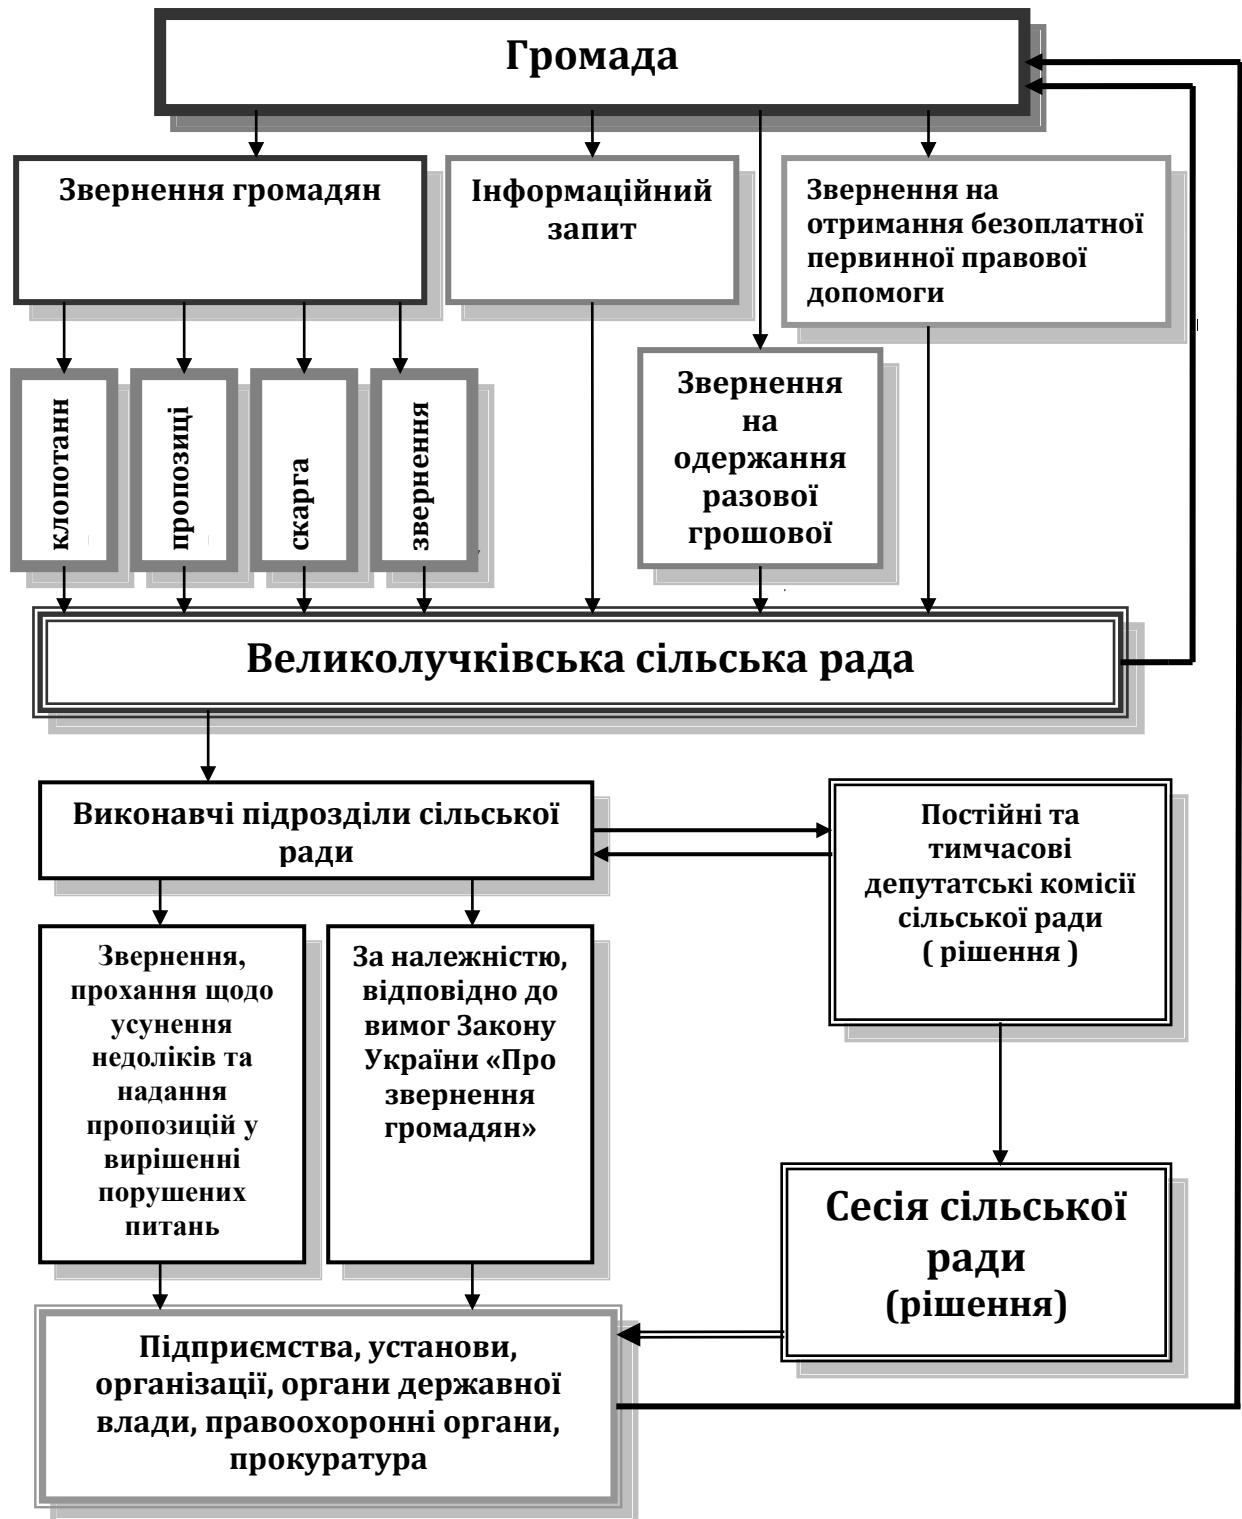 Громада
Звернення громадян
Інформаційний
запит
Звернення на
отримання безоплатної
первинної правової
допомоги
клопотанн
пропозиці
скарга
звернення
Звернення
на
одержання
разової
грошової
Великолучківська сільська рада
Виконавчі підрозділи сільської
ради
Постійні та
тимчасові
депутатські комісії
сільської ради
( рішення )
Звернення,
прохання щодо
усунення
недоліків та
надання
пропозицій у
вирішенні
порушених
питань
За належністю,
відповідно до
вимог Закону
України «Про
звернення
громадян»
Сесія сільської
ради
(рішення)
Підприємства, установи,
організації, органи державної
влади, правоохоронні органи,
прокуратура